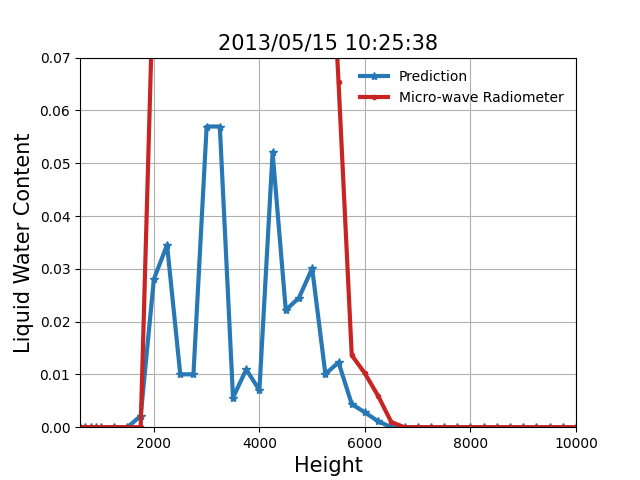 2013/05/15 10:25:38
0.07
0.06
0.05
0.04
0.03
0.02
0.01
0.00
Liquid Water Content
Prediction
Micro-wave Radiometer
2000 4000 6000 8000 10000
Height